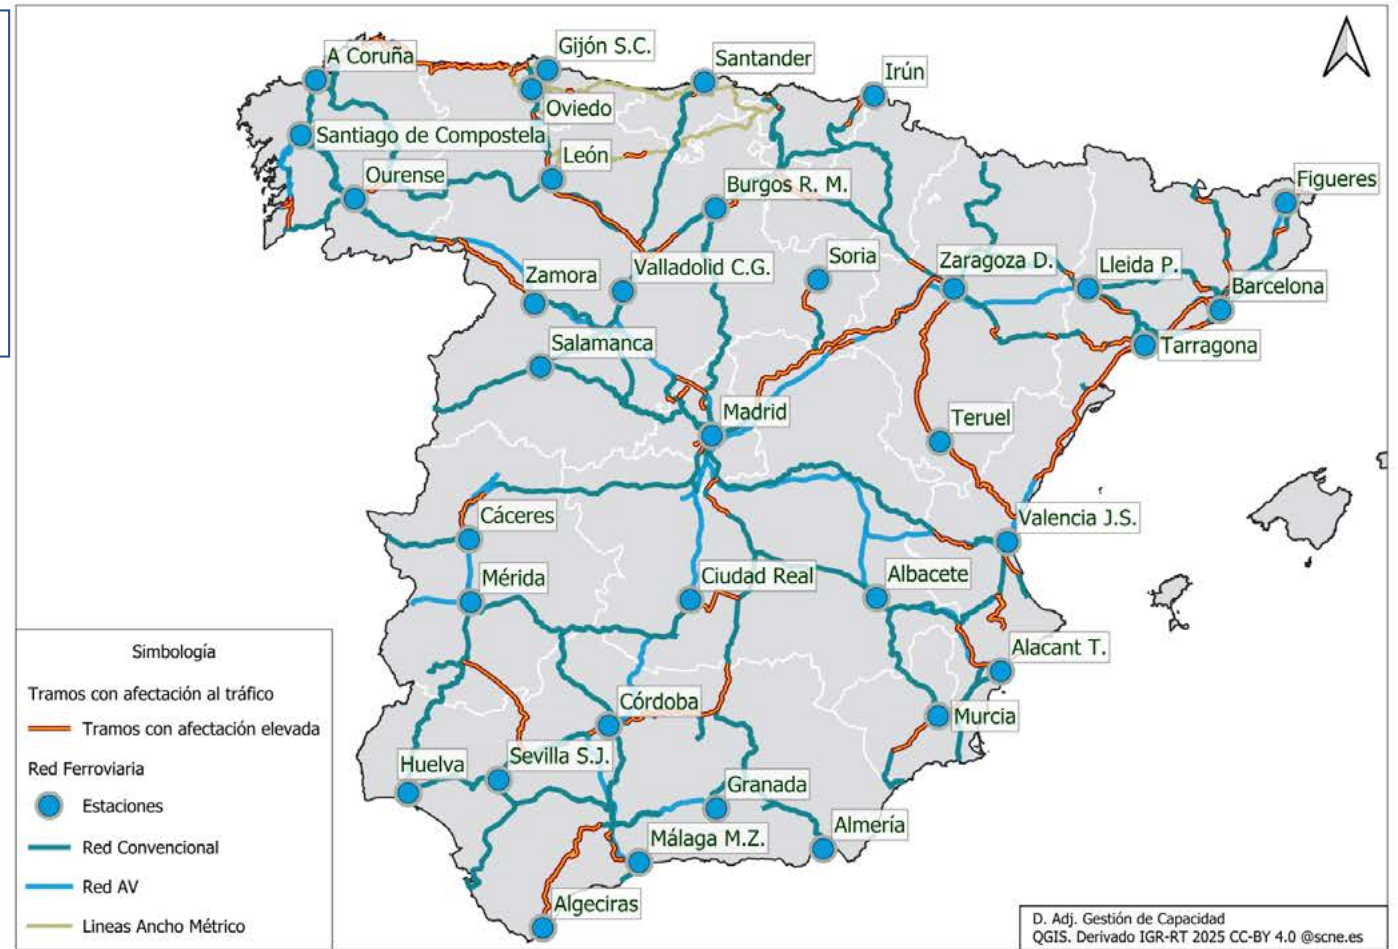 A Coruña
Gijón S.C.
Santander
Irún
Oviedo
Santiago de Compostela
León
Ourense
Burgos R. M.
Figueres
Zamora
Valladolid C.G.
Soria
Zaragoza D.
Lleida P.
Barcelona
Salamanca
Tarragona
Madrid
Teruel
Cáceres
Valencia J.S.
Mérida
Ciudad Real
Albacete
Alacant T.
Córdoba
Murcia
Huelva
Sevilla S.J.
Granada
Málaga M.Z.
Almería
Algeciras
Simbología
Tramos con afectación al tráfico
Tramos con afectación elevada
Red Ferroviaria
Estaciones
Red Convencional
Red AV
Lineas Ancho Métrico
D. Adj. Gestión de Capacidad
QGIS. Derivado IGR-RT 2025 CC-BY 4.0 @scne.es